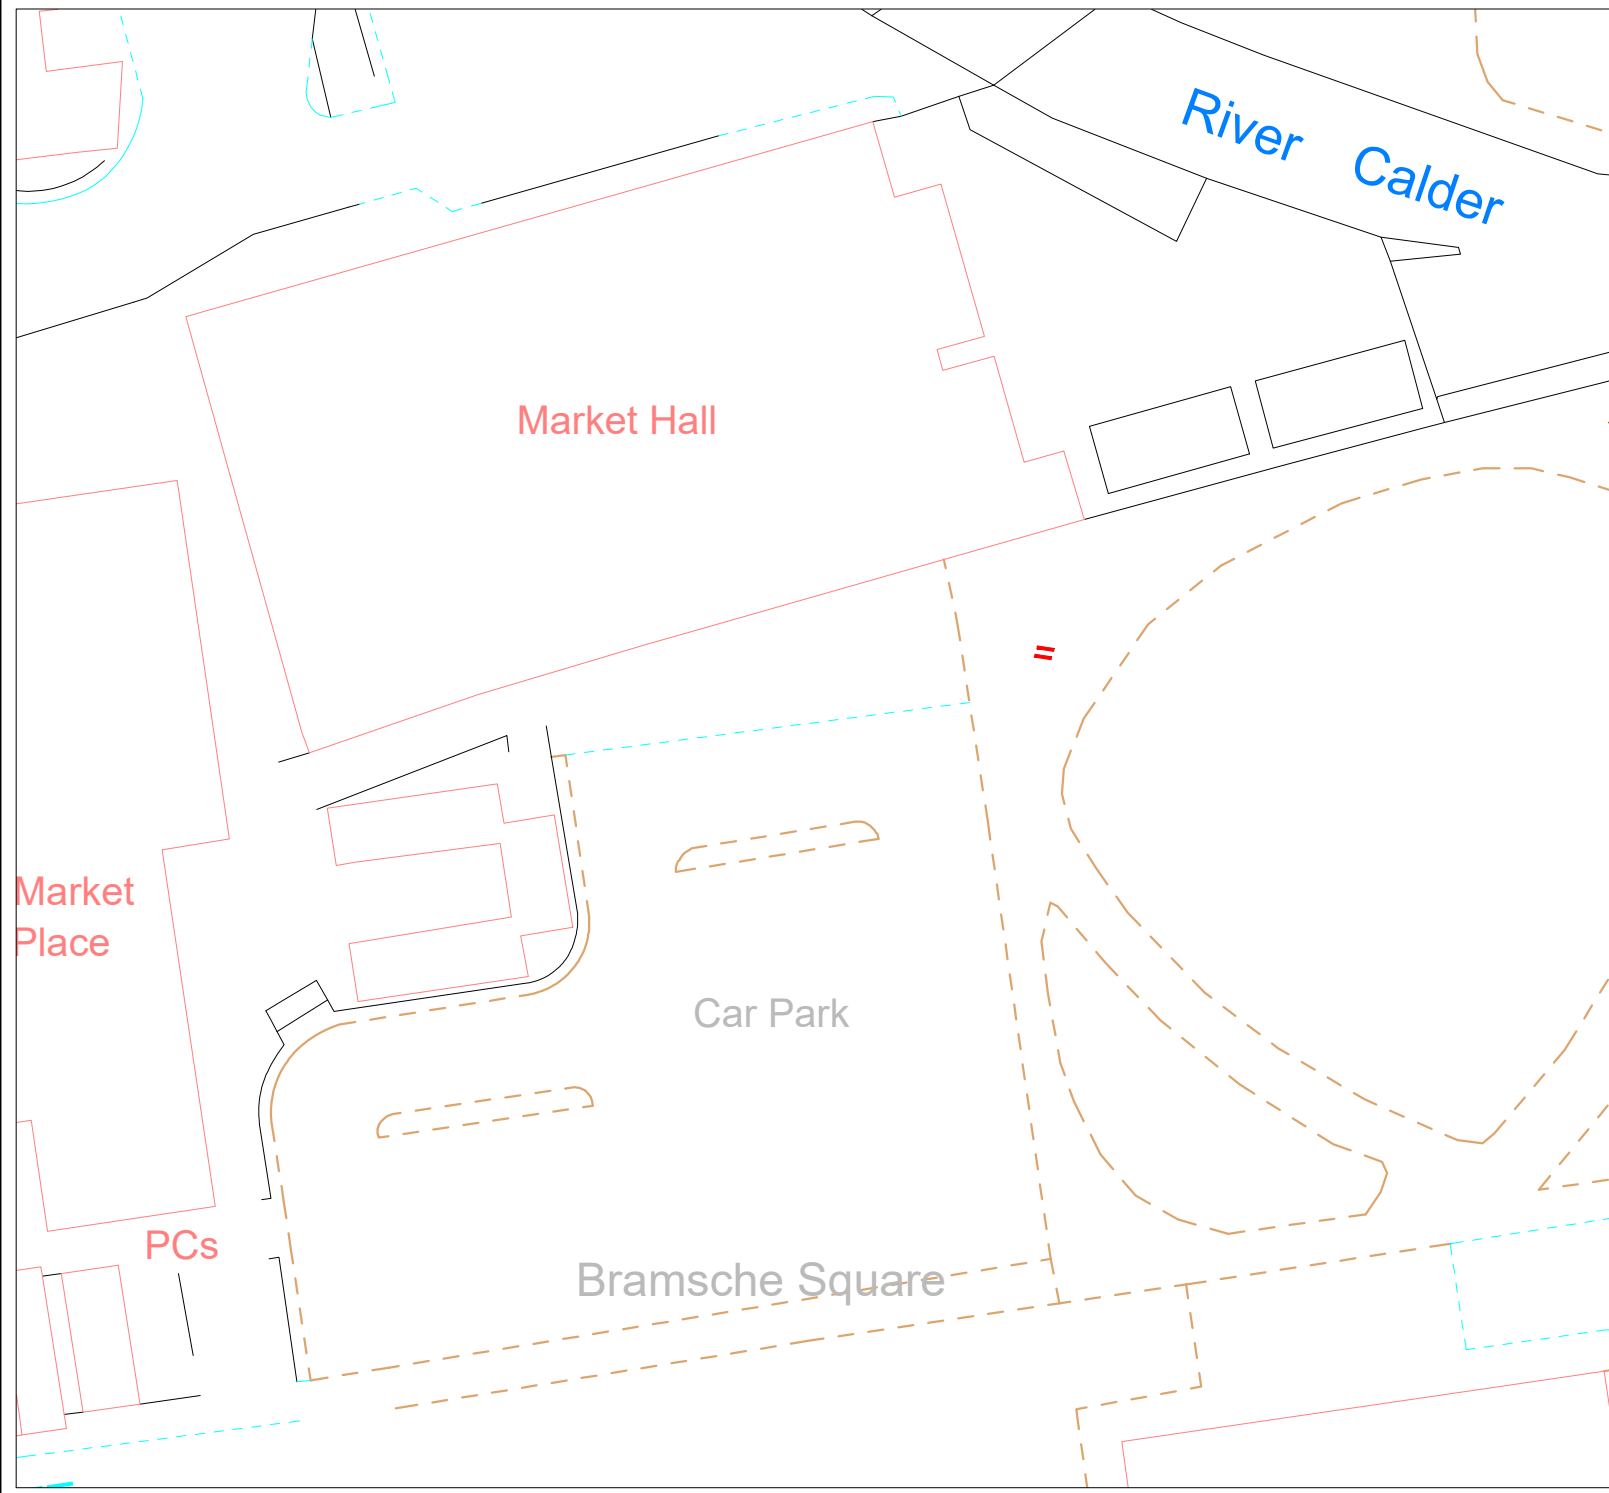 River Calder
Market Hall
Market
Place
Car Park
PCs
Bramsche Square